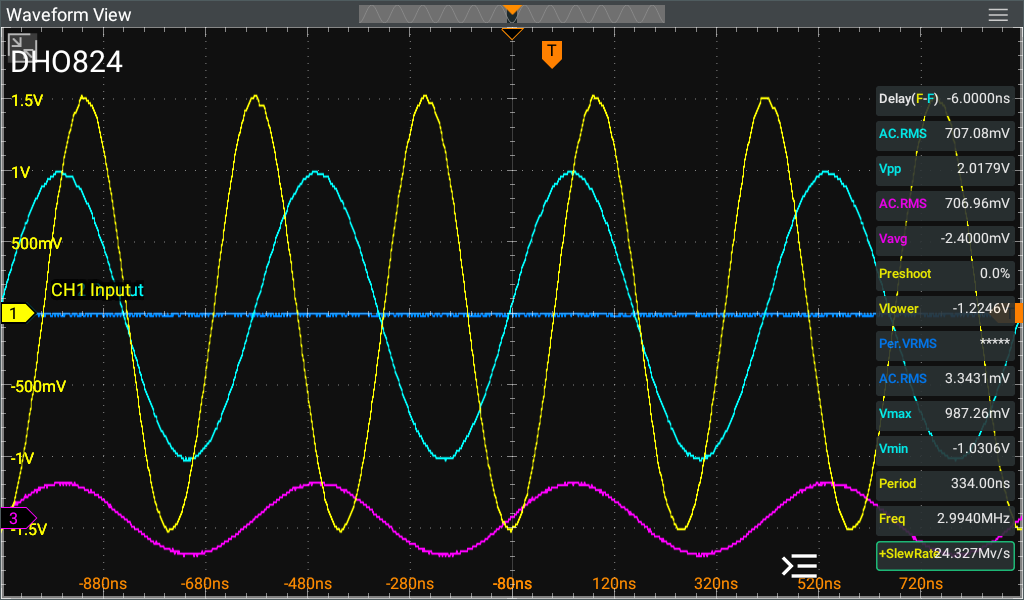 Waveform View
T
DHO824
1.5V
Delay(F-F) -6.0000ns
AC.RMS 707.08mV
1V
Vpp 2.0179V
AC.RMS 706.96mV
500mV
Vavg -2.4000mV
Preshoot 0.0%
CH1 Inputut
1
Vlower -1.2246V
Per.VRMS *****
-500mV
AC.RMS 3.3431mV
Vmax 987.26mV
-1V
Vmin -1.0306V
Period 334.00ns
3
-1.5V
Freq 2.9940MHz
+SlewRate 24.327Mv/s
-880ns -680ns -480ns -280ns -80ns 120ns 320ns 520ns 720ns